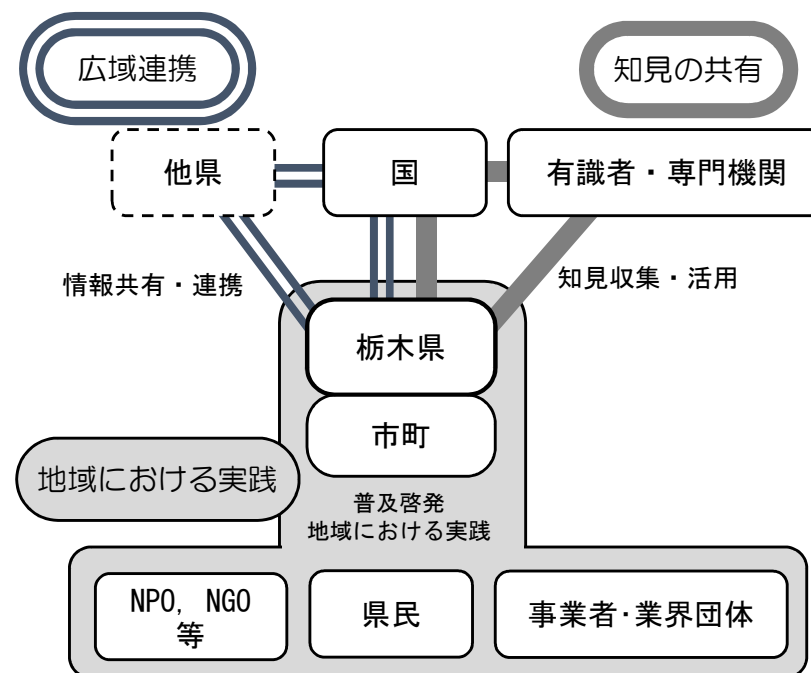 広域連携
知見の共有
他県
国
有識者・専門機関
情報共有・連携
知見収集・活用
栃木県
市町
地域における実践
普及啓発
地域における実践
NPO, NGO
等
県民
事業者・業界団体